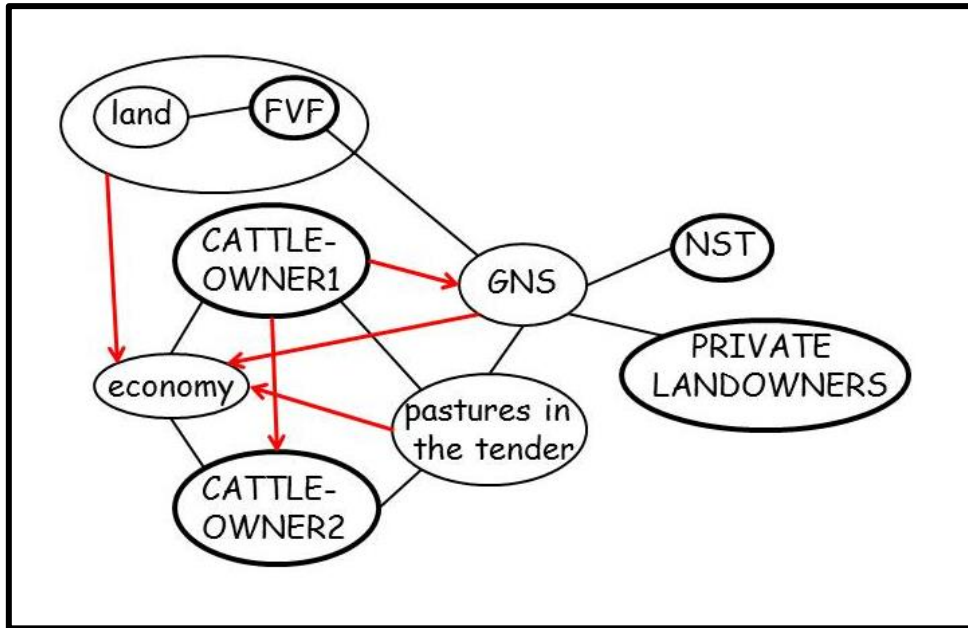 land
FVF
CATTLE-
OWNER1
GNS
NST
PRIVATE
LANDOWNERS
economy
pastures in
the tender
CATTLE-
OWNER2